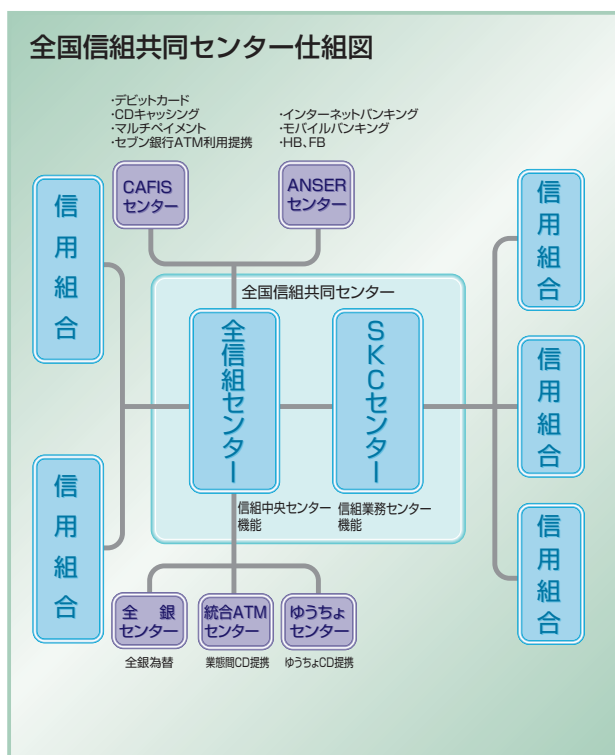 全国信組共同センター仕組図
・デビットカード
・CDキャッシング
・マルチペイメント
・セブン銀行ATM利用提携
・インターネットバンキング
・モバイルバンキング
・HB、FB
CAFIS
センター
ANSER
センター
信用組合
信用組合
全国信組共同センター
全信組センター
SKCセンター
信用組合
信用組合
信用組合
信組中央センター
機能
信組業務センター
機能
全 銀
センター
統合ATM
センター
ゆうちょ
センター
全銀為替
業態間CD提携
ゆうちょCD提携